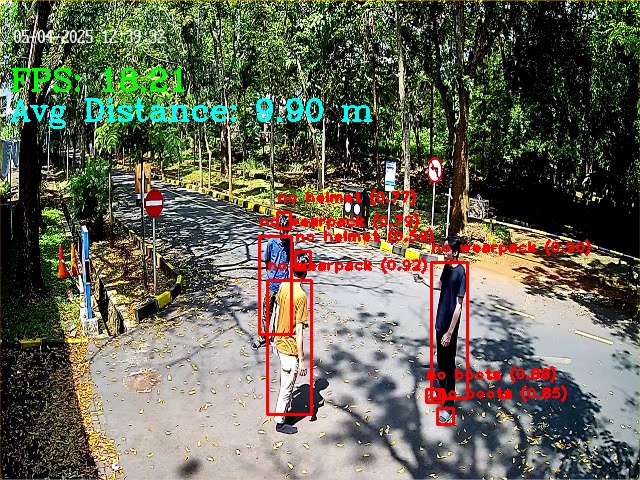 05-04-2025 12:39:32
FPS: 18.21
Avg Distance: 9.90 m
no helmet (0.77)
no wearpack (0.79)
no helmet
no wearpack (0.90)
no wearpack (0.92)
no boots (0.88)
no boots (0.85)